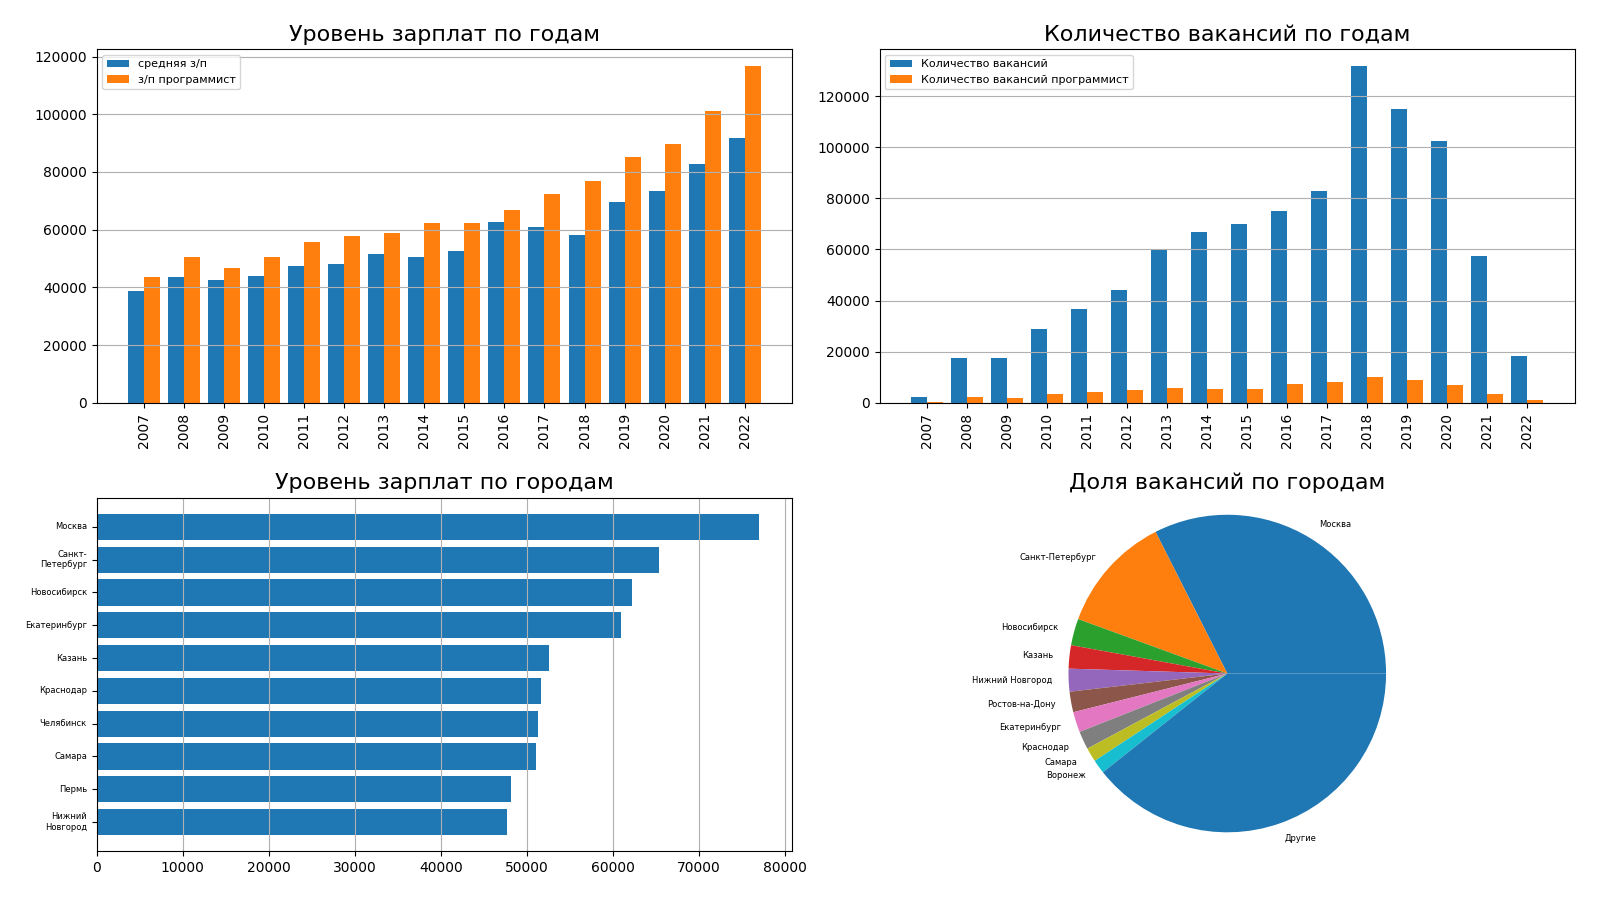 Уровень зарплат по годам
120000
100000
80000
60000
40000
20000
0
средняя з/п
з/п программист
2007
2008
2009
2010
2011
2012
2013
2014
2015
2016
2017
2018
2019
2020
2021
2022
Количество вакансий по годам
120000
100000
80000
60000
40000
20000
0
Количество вакансий
Количество вакансий программист
2007
2008
2009
2010
2011
2012
2013
2014
2015
2016
2017
2018
2019
2020
2021
2022
Уровень зарплат по городам
Москва
Санкт-
Петербург
Новосибирск
Екатеринбург
Казань
Краснодар
Челябинск
Самара
Пермь
Нижний
Новгород
0
10000
20000
30000
40000
50000
60000
70000
80000
Доля вакансий по городам
Москва
Санкт-Петербург
Новосибирск
Казань
Нижний Новгород
Ростов-на-Дону
Екатеринбург
Краснодар
Самара
Воронеж
Другие